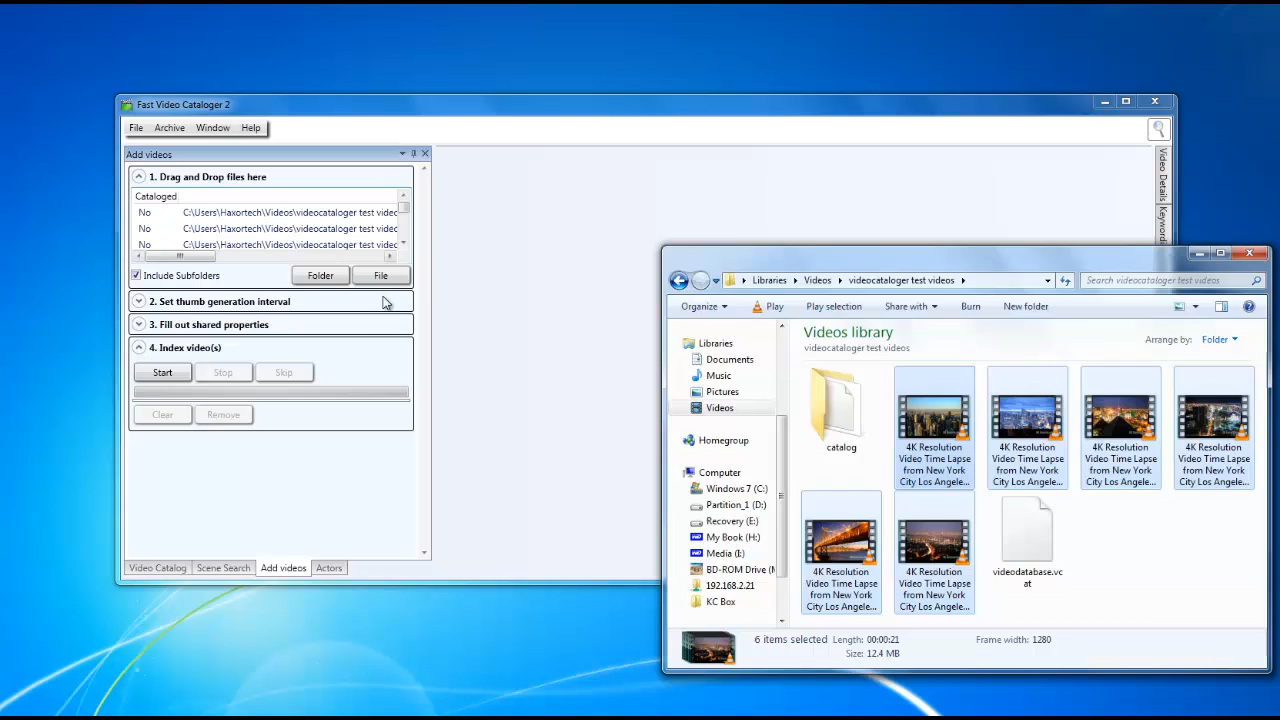 Fast Video Cataloger 2
File Archive Window Help
Add videos
1. Drag and Drop files here
Cataloged
No C:\Users\Haxortech\Videos\videocataloger test videc
No C:\Users\Haxortech\Videos\videocataloger test videc
No C:\Users\Haxortech\Videos\videocataloger test videc
Include Subfolders Folder File
2. Set thumb generation interval
3. Fill out shared properties
4. Index video(s)
Start Stop Skip
Clear Remove
Video Catalog Scene Search Add videos Actors
Video Details Keywords
Libraries Videos videocataloger test videos
Search videocataloger test videos
Organize Play Play selection Share with Burn New folder
Libraries
Documents
Music
Pictures
Videos
Homegroup
Computer
Windows 7 (C:)
Partition_1 (D:)
Recovery (E:)
My Book (H:)
Media (I:)
BD-ROM Drive (
192.168.2.21
KC Box
Videos library
videocataloger test videos
Arrange by: Folder
catalog
4K Resolution
Video Time Lapse
from New York
City Los Angele...
4K Resolution
Video Time Lapse
from New York
City Los Angele...
4K Resolution
Video Time Lapse
from New York
City Los Angele...
4K Resolution
Video Time Lapse
from New York
City Los Angele...
4K Resolution
Video Time Lapse
from New York
City Los Angele...
4K Resolution
Video Time Lapse
from New York
City Los Angele...
videodatabase.vc
at
6 items selected Length: 00:00:21 Frame width: 1280
Size: 12.4 MB